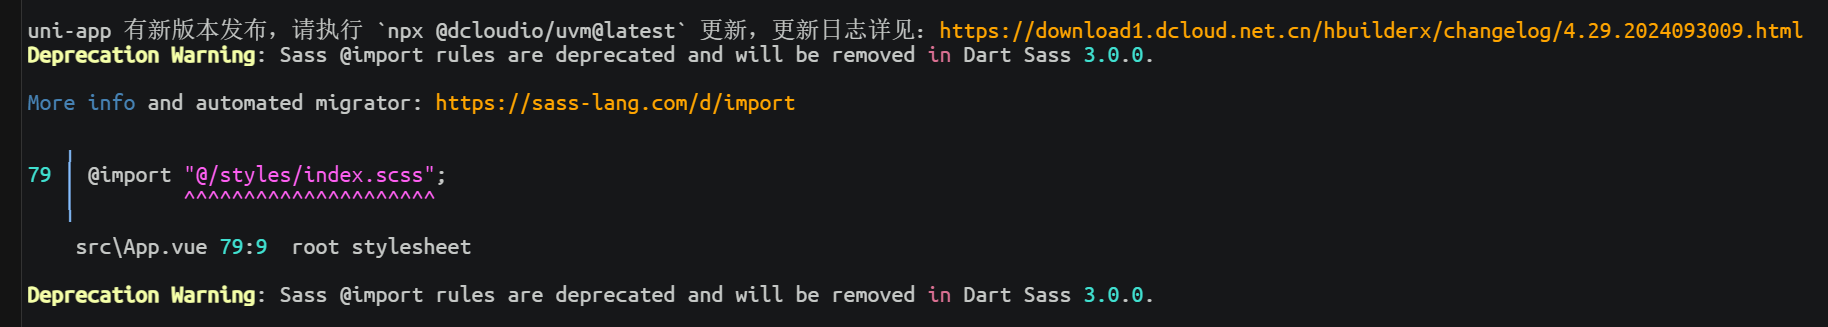 uni-app 有新版本发布，请执行 `npx @dcloudio/uvm@latest` 更新，更新日志详见：https://download1.dcloud.net.cn/hbuilderx/changelog/4.29.2024093009.html
Deprecation Warning: Sass @import rules are deprecated and will be removed in Dart Sass 3.0.0.
More info and automated migrator: https://sass-lang.com/d/import
79 │ @import "@/styles/index.scss";
│         ^^^^^^^^^^^^^^^^^^^^^
src\App.vue 79:9  root stylesheet
Deprecation Warning: Sass @import rules are deprecated and will be removed in Dart Sass 3.0.0.